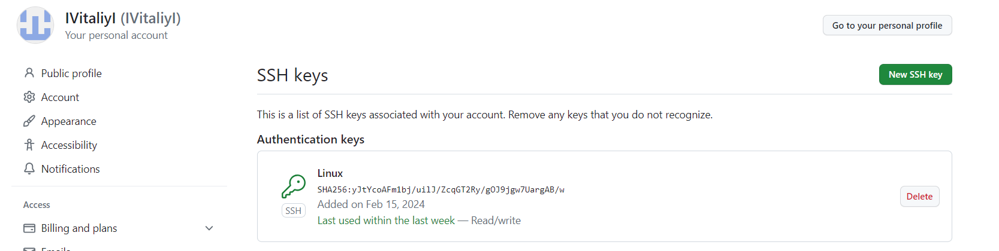 IVitaliyI (IVitaliyI)
Your personal account
Go to your personal profile
Public profile
Account
Appearance
Accessibility
Notifications
Access
Billing and plans
Emails
SSH keys
New SSH key
This is a list of SSH keys associated with your account. Remove any keys that you do not recognize.
Authentication keys
Linux
SHA256:yJtYcoAFm1bj/uilJ/ZcqGT2Ry/gOJ9jgw7UargAB/w
Added on Feb 15, 2024
Last used within the last week — Read/write
SSH
Delete